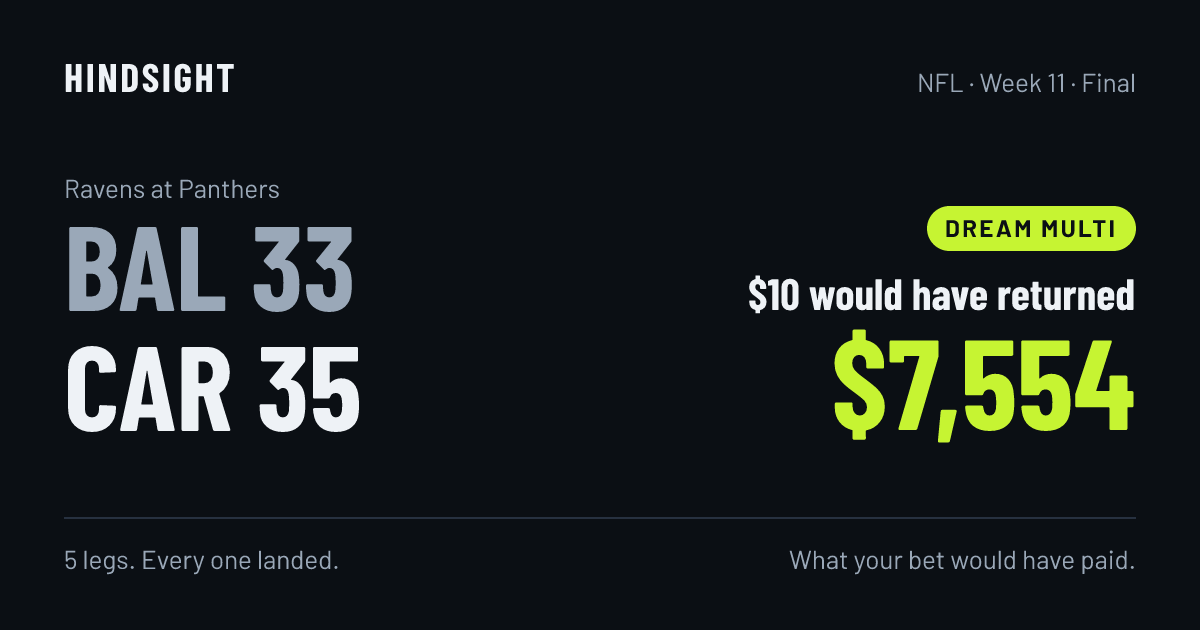 HINDSIGHT
NFL · Week 11 · Final
Ravens at Panthers
BAL 33
CAR 35
DREAM MULTI
$10 would have returned
$7,554
5 legs. Every one landed.
What your bet would have paid.